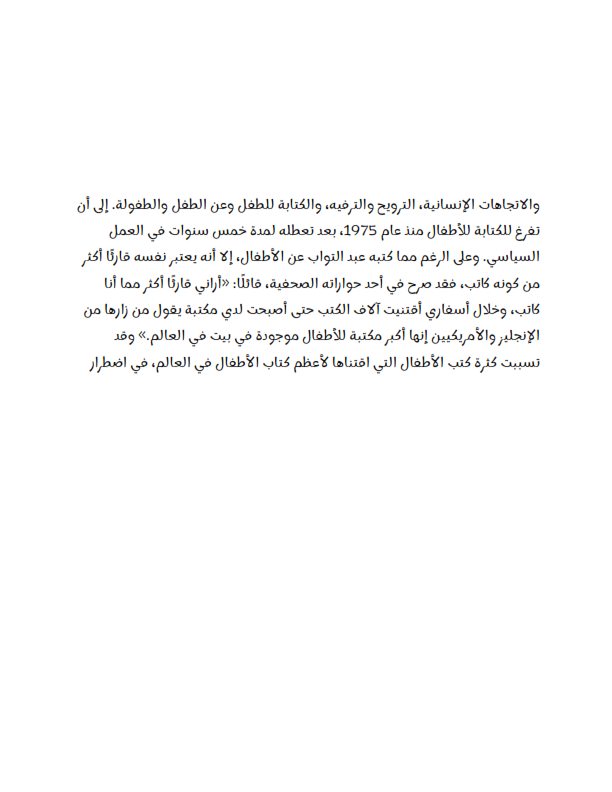 والاتجاهات الإنسانية، الترويح والترفيه، والكتابة للطفل وعن الطفل والطفولة. إلى أن
تفرغ للكتابة للأطفال منذ عام 1975، بعد تعطله لمدة خمس سنوات في العمل
السياسي. وعلى الرغم مما كتبه عبد التواب عن الأطفال، إلا أنه يعتبر نفسه قارئًا أكثر
من كونه كاتب، فقد صرح في أحد حواراته الصحفية، قائلًا: «أراني قارئًا أكثر مما أنا
كاتب، وخلال أسفاري أقتنيت آلاف الكتب حتى أصبحت لدي مكتبة يقول من زارها من
الإنجليز والأمريكيين إنها أكبر مكتبة للأطفال موجودة في بيت في العالم.» وقد
تسببت كثرة كتب الأطفال التي اقتناها لأعظم كتاب الأطفال في العالم، في اضطرار